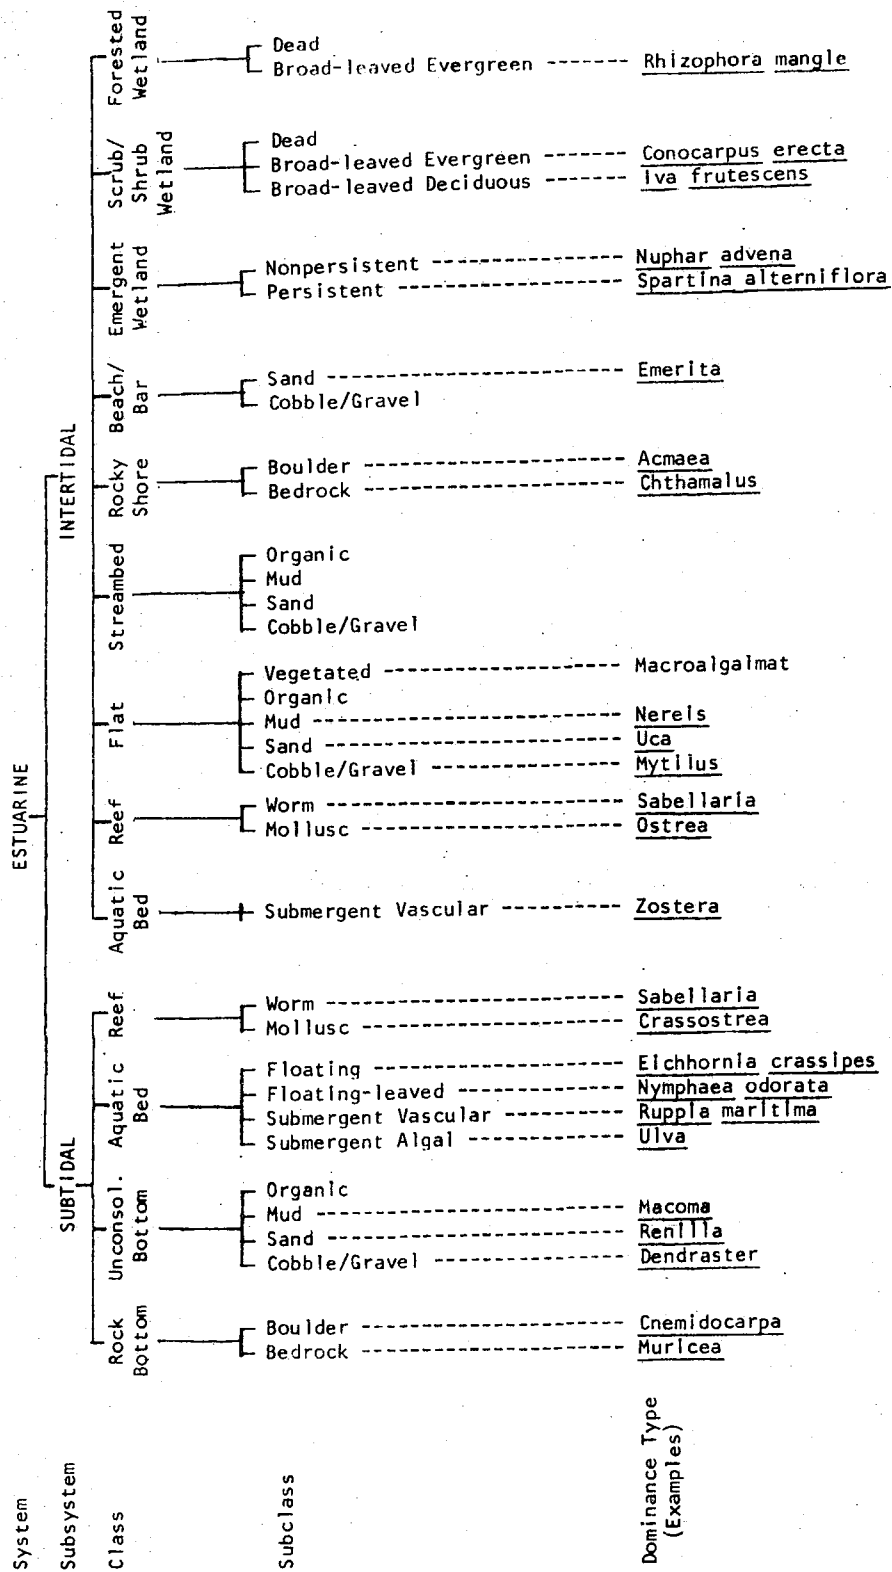 System
Subsystem
Class
Subclass
Dominance Type
(Examples)
ESTUARINE
INTERTIDAL
Forested
Wetland
Dead
Broad-leaved Evergreen ------- Rhizophora mangle
Scrub/
Shrub
Wetland
Dead
Broad-leaved Evergreen ------- Conocarpus erecta
Broad-leaved Deciduous ------- Iva frutescens
Emergent
Wetland
Nonpersistent ---------------- Nuphar advena
Persistent ------------------- Spartina alterniflora
Beach/
Bar
Sand ------------------------- Emerita
Cobble/Gravel
Rocky
Shore
Boulder ---------------------- Acmaea
Bedrock ---------------------- Chthamalus
Streambed
Organic
Mud
Sand
Cobble/Gravel
Flat
Vegetated -------------------- Macroalgalmat
Organic
Mud -------------------------- Nereis
Sand ------------------------- Uca
Cobble/Gravel ---------------- Mytilus
Reef
Worm ------------------------- Sabellaria
Mollusc ---------------------- Ostrea
Aquatic
Bed
Submergent Vascular ---------- Zostera
SUBTIDAL
Reef
Worm ------------------------- Sabellaria
Mollusc ---------------------- Crassostrea
Aquatic
Bed
Floating --------------------- Eichhornia crassipes
Floating-leaved -------------- Nymphaea odorata
Submergent Vascular ---------- Ruppia maritima
Submergent Algal ------------- Ulva
Unconsol.
Bottom
Organic
Mud -------------------------- Macoma
Sand ------------------------- Renilla
Cobble/Gravel ---------------- Dendraster
Rock
Bottom
Boulder ---------------------- Cnemidocarpa
Bedrock ---------------------- Muricea